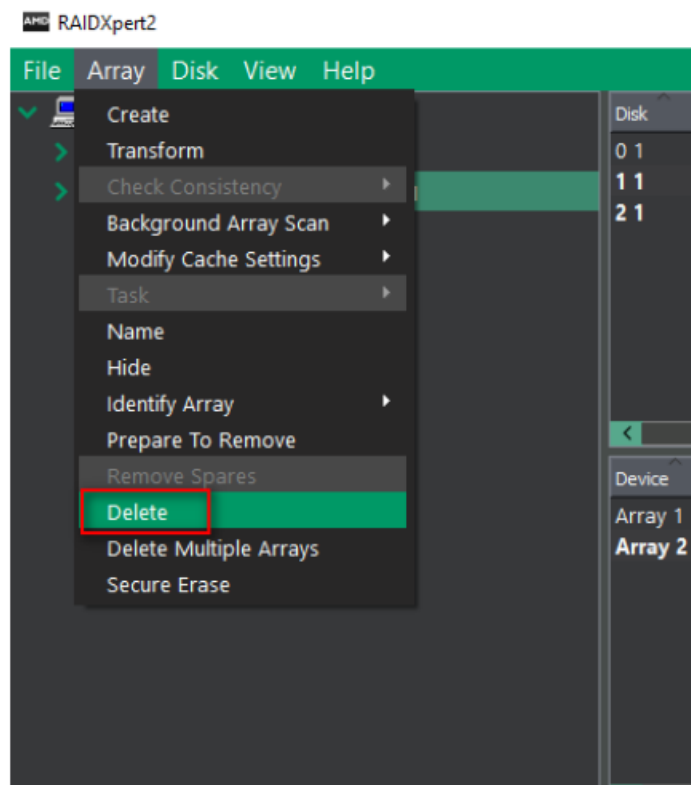 AMD RAIDXpert2
File Array Disk View Help
Create
Transform
Check Consistency
Background Array Scan
Modify Cache Settings
Task
Name
Hide
Identify Array
Prepare To Remove
Remove Spares
Delete
Delete Multiple Arrays
Secure Erase
Disk
0 1
1 1
2 1
Device
Array 1
Array 2